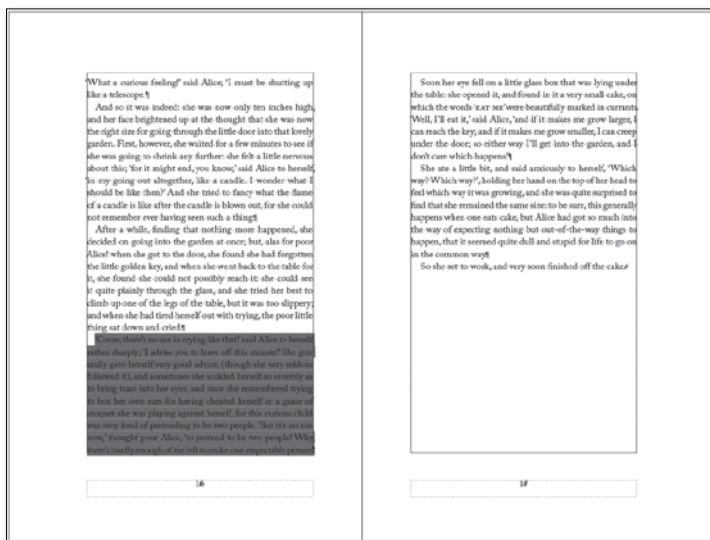 'What a curious feeling!' said Alice; 'I must be shutting up
like a telescope.'¶
And so it was indeed: she was now only ten inches high,
and her face brightened up at the thought that she was now
the right size for going through the little door into that lovely
garden. First, however, she waited for a few minutes to see if
she was going to shrink any further: she felt a little nervous
about this; 'for it might end, you know,' said Alice to herself,
'in my going out altogether, like a candle. I wonder what I
should be like then?' And she tried to fancy what the flame
of a candle is like after the candle is blown out, for she could
not remember ever having seen such a thing.¶
After a while, finding that nothing more happened, she
decided on going into the garden at once; but, alas for poor
Alice! when she got to the door, she found she had forgotten
the little golden key, and when she went back to the table for
it, she found she could not possibly reach it: she could see
it quite plainly through the glass, and she tried her best to
climb up one of the legs of the table, but it was too slippery;
and when she had tired herself out with trying, the poor little
thing sat down and cried.¶
'Come, there's no use in crying like that!' said Alice to herself,
rather sharply; 'I advise you to leave off this minute!' She gen
erally gave herself very good advice, (though she very seldom
followed it), and sometimes she scolded herself so severely as
to bring tears into her eyes; and once she remembered trying
to box her own ears for having cheated herself in a game of
croquet she was playing against herself, for this curious child
was very fond of pretending to be two people. 'But it's no use
now,' thought poor Alice, 'to pretend to be two people! Why,
there's hardly enough of me left to make one respectable person!'¶
16
Soon her eye fell on a little glass box that was lying under
the table: she opened it, and found in it a very small cake, on
which the words 'EAT ME' were beautifully marked in currants.
'Well, I'll eat it,' said Alice, 'and if it makes me grow larger, I
can reach the key; and if it makes me grow smaller, I can creep
under the door; so either way I'll get into the garden, and I
don't care which happens!'¶
She ate a little bit, and said anxiously to herself, 'Which
way? Which way?', holding her hand on the top of her head to
feel which way it was growing, and she was quite surprised to
find that she remained the same size: to be sure, this generally
happens when one eats cake, but Alice had got so much into
the way of expecting nothing but out-of-the-way things to
happen, that it seemed quite dull and stupid for life to go on
in the common way.¶
So she set to work, and very soon finished off the cake.#
17